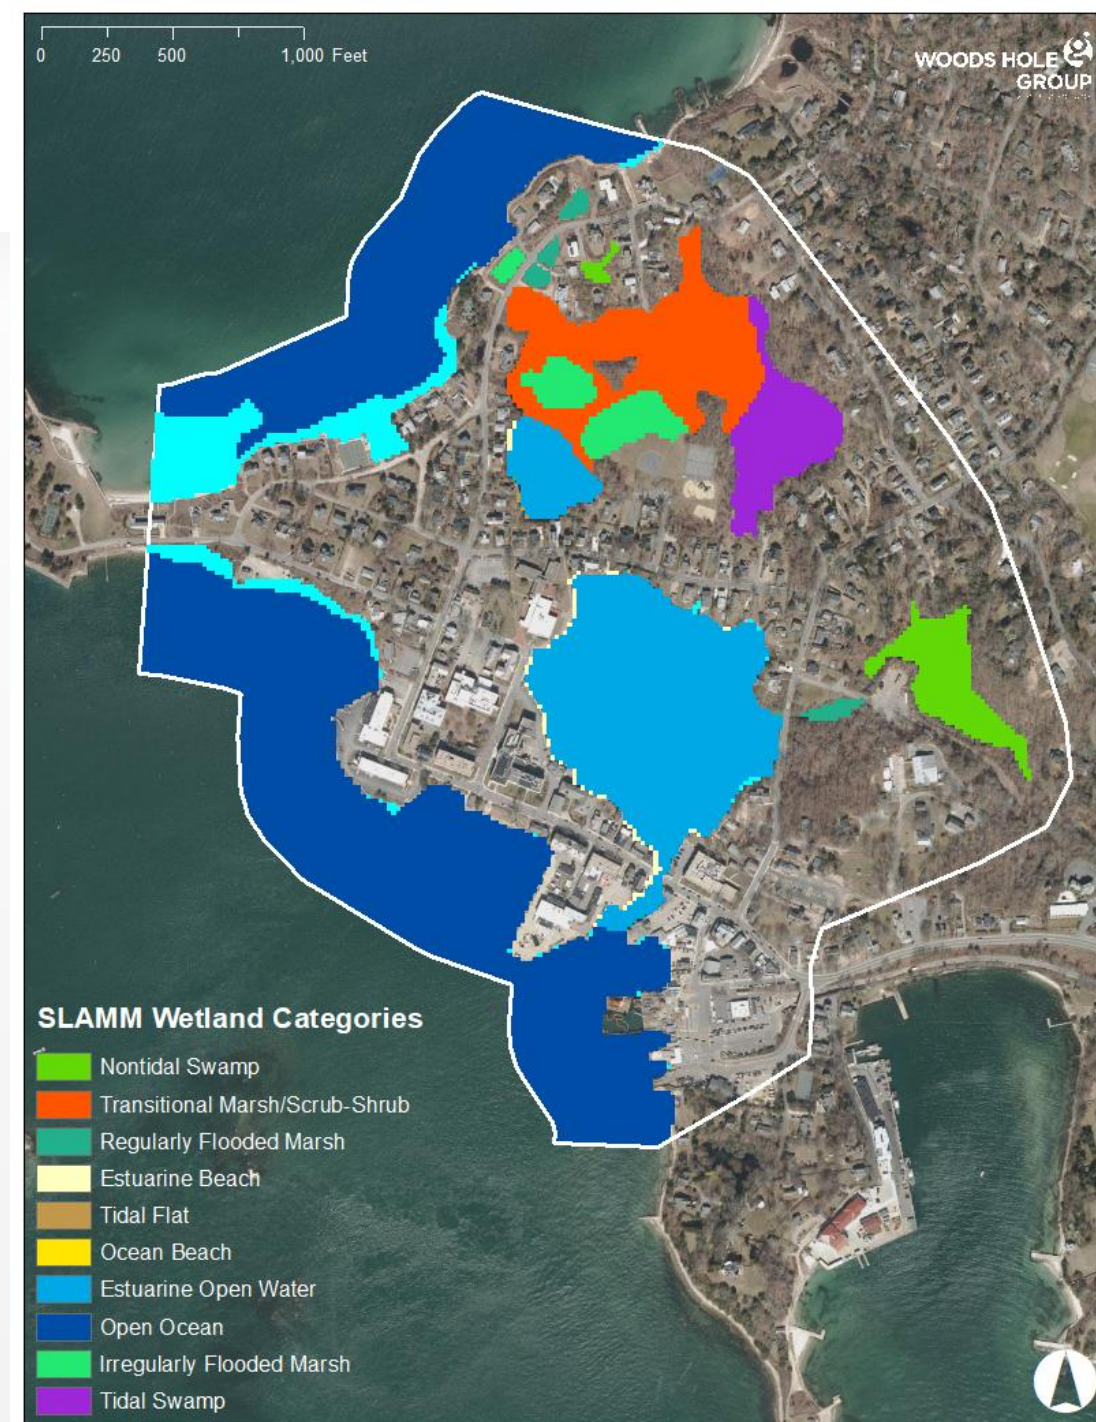 0 250 500 1,000 Feet
WOODS HOLE
GROUP
SLAMM Wetland Categories
Nontidal Swamp
Transitional Marsh/Scrub-Shrub
Regularly Flooded Marsh
Estuarine Beach
Tidal Flat
Ocean Beach
Estuarine Open Water
Open Ocean
Irregularly Flooded Marsh
Tidal Swamp